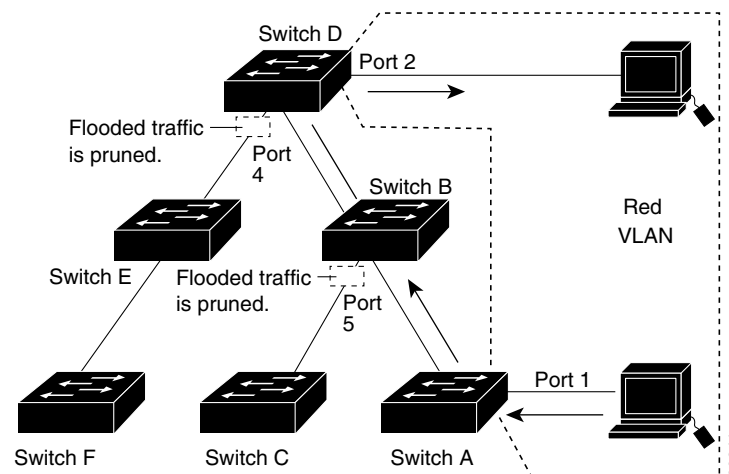 Switch D
Port 2
Flooded traffic
is pruned.
Port
4
Switch B
Red
VLAN
Switch E
Flooded traffic
is pruned.
Port
5
Port 1
Switch F
Switch C
Switch A